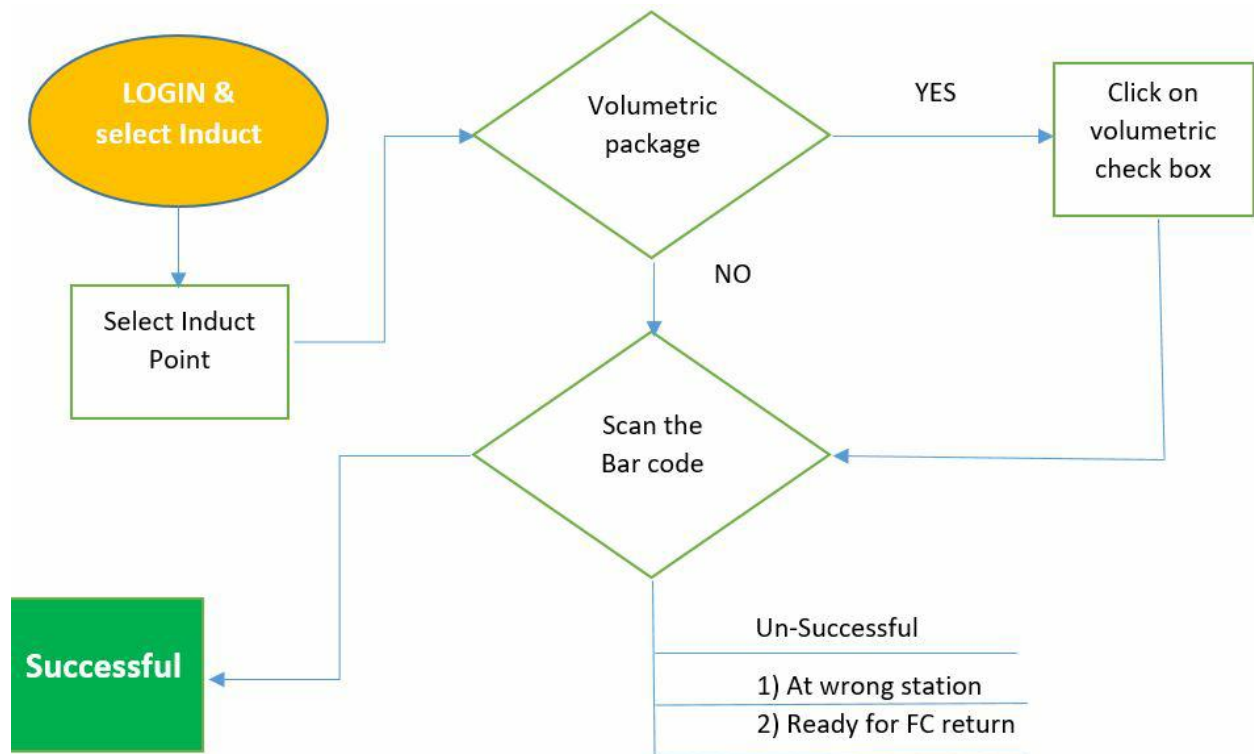 LOGIN &
select Induct
Select Induct
Point
Volumetric
package
YES
Click on
volumetric
check box
NO
Scan the
Bar code
Successful
Un-Successful
1) At wrong station
2) Ready for FC return